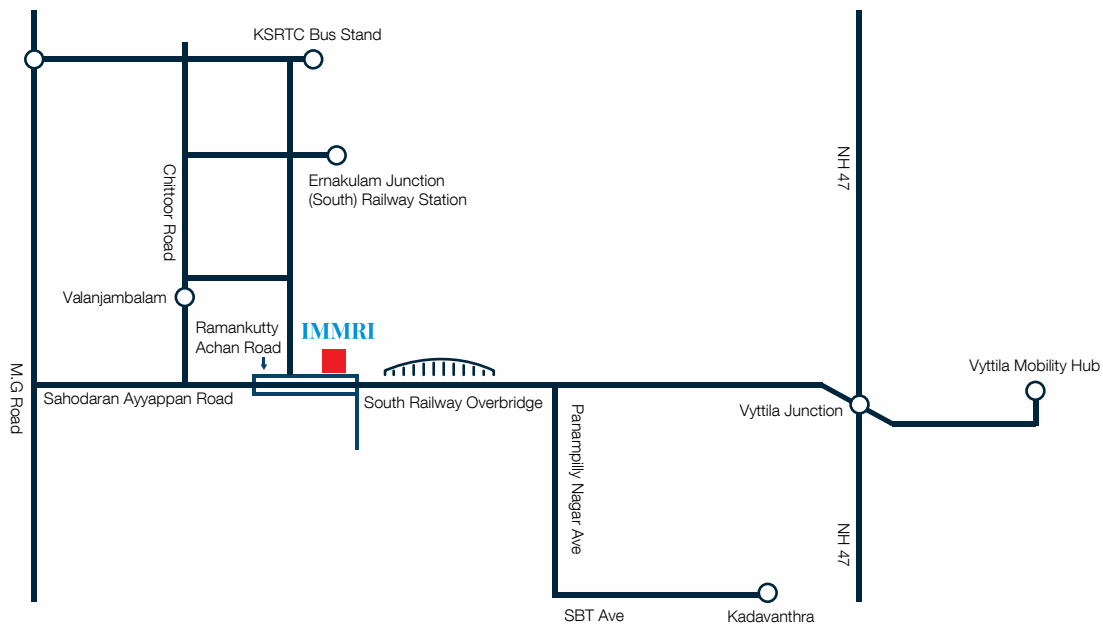 KSRTC Bus Stand
NH 47
Chittoor Road
Ernakulam Junction
(South) Railway Station
Valanjambalam
Ramankutty
Achan Road
IMMRI
M.G Road
Sahodaran Ayyappan Road
South Railway Overbridge
Vyttila Mobility Hub
Vyttila Junction
Panampilly Nagar Ave
NH 47
SBT Ave
Kadavanthra